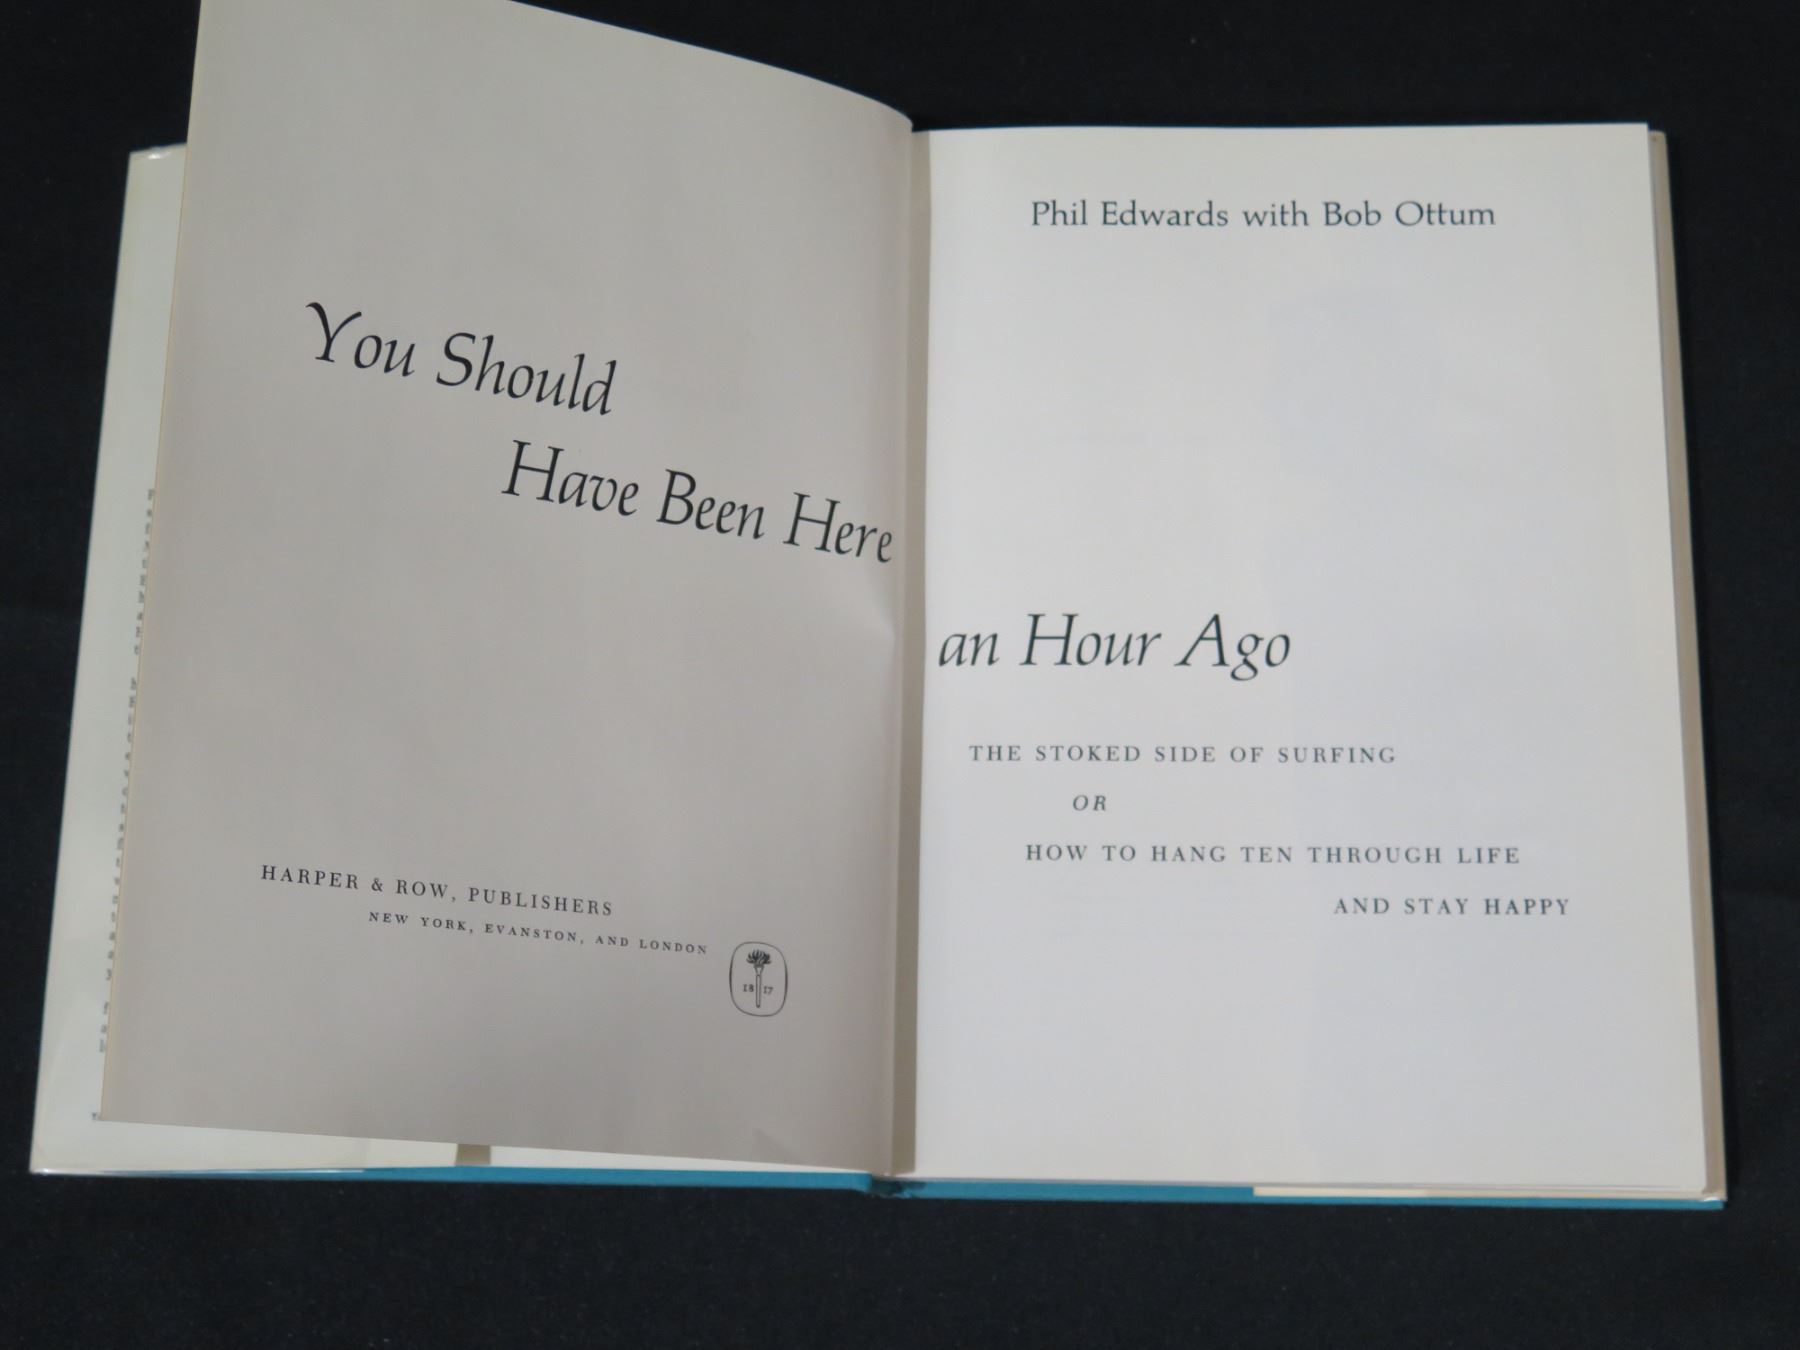 You Should
Have Been Here
HARPER & ROW, PUBLISHERS
NEW YORK, EVANSTON, AND LONDON
18 17
Phil Edwards with Bob Ottum
an Hour Ago
THE STOKED SIDE OF SURFING
OR
HOW TO HANG TEN THROUGH LIFE
AND STAY HAPPY